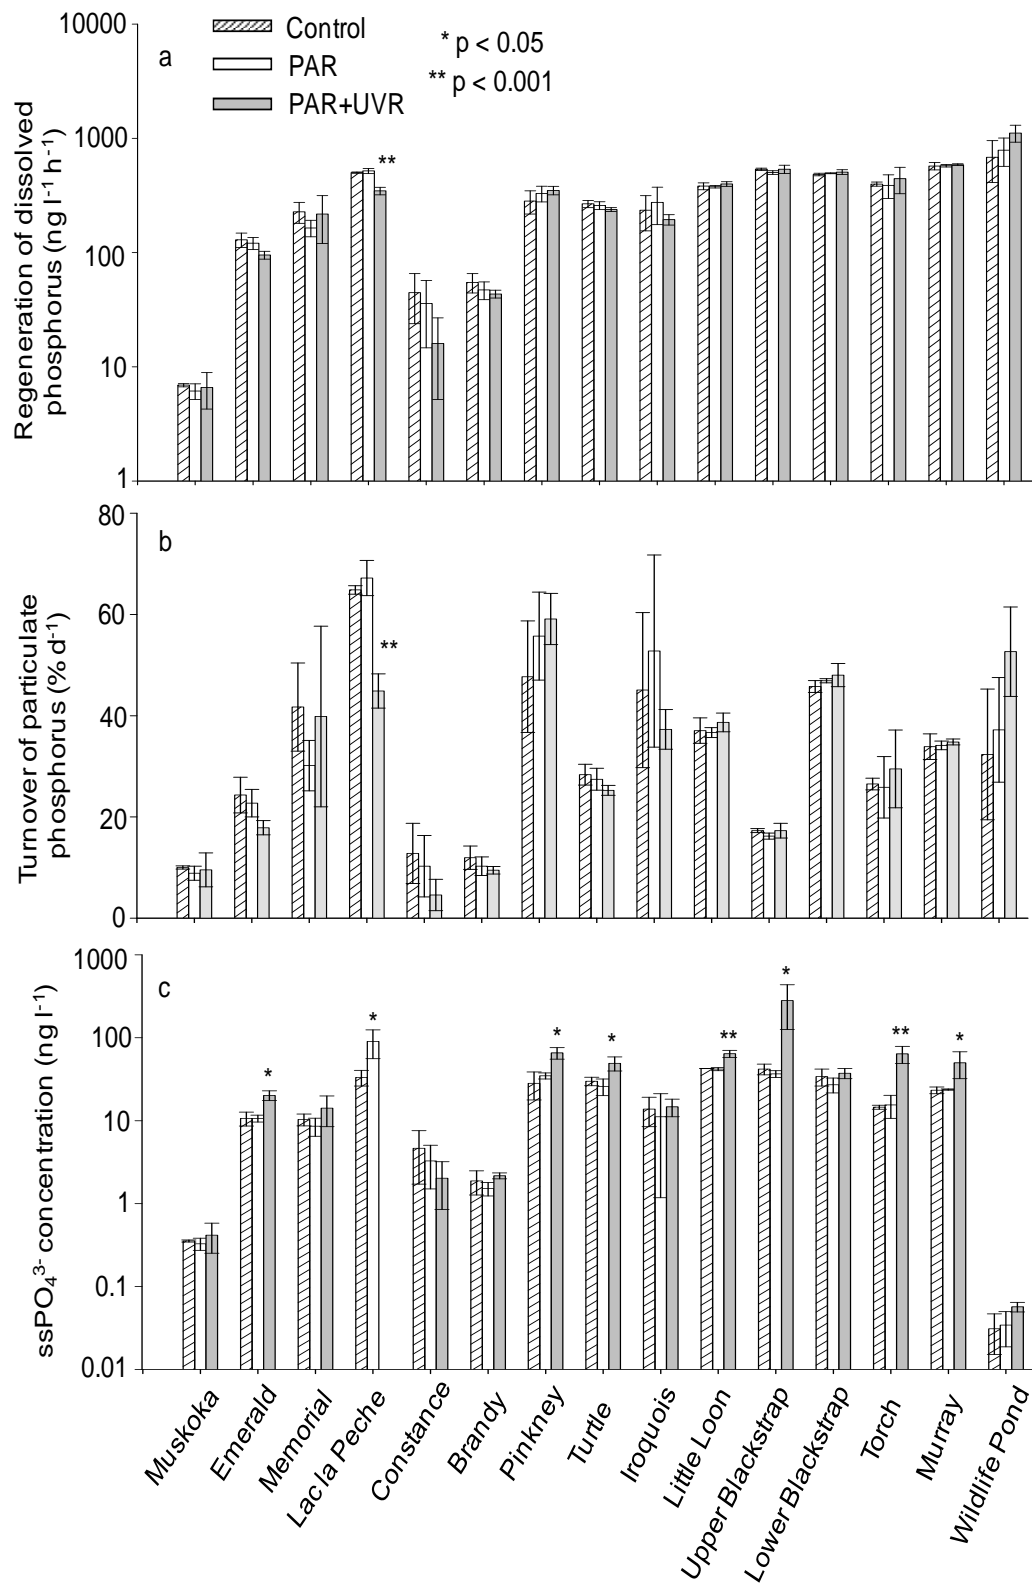 10000
1000
100
10
1
Regeneration of dissolved
phosphorus (ng l-1 h-1)
a
Control
PAR
PAR+UVR
* p < 0.05
** p < 0.001
**
80
60
40
20
0
Turnover of particulate
phosphorus (% d-1)
b
**
1000
100
10
1
0.1
0.01
ssPO43- concentration (ng l-1)
c
*
*
*
*
**
*
**
*
Muskoka
Emerald
Memorial
Lac la Peche
Constance
Brandy
Pinkney
Turtle
Iroquois
Little Loon
Upper Blackstrap
Lower Blackstrap
Torch
Murray
Wildlife Pond